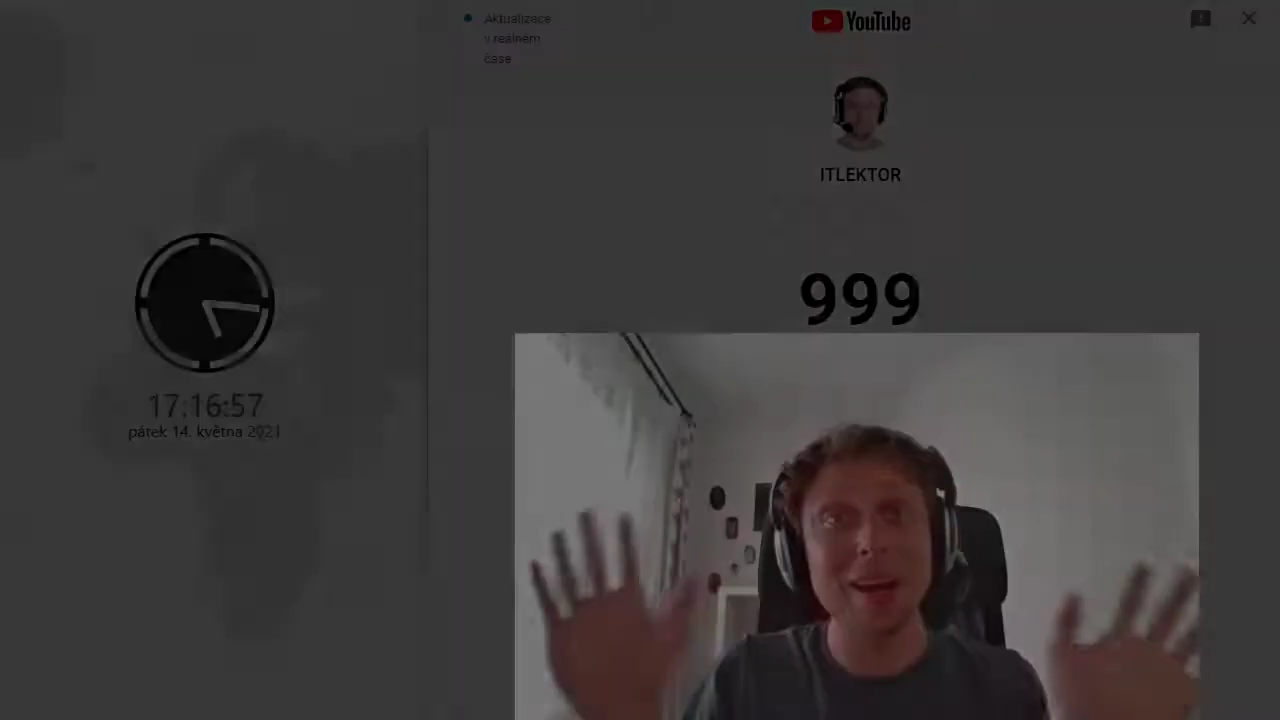 Aktualizace
v reálném
čase
YouTube
ITLEKTOR
999
17:16:57
pátek 14. května 2021